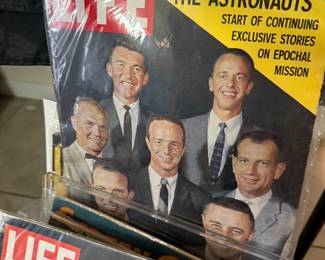 LIFE
THE ASTRONAUTS
START OF CONTINUING
EXCLUSIVE STORIES
ON EPOCHAL
MISSION
LIFE